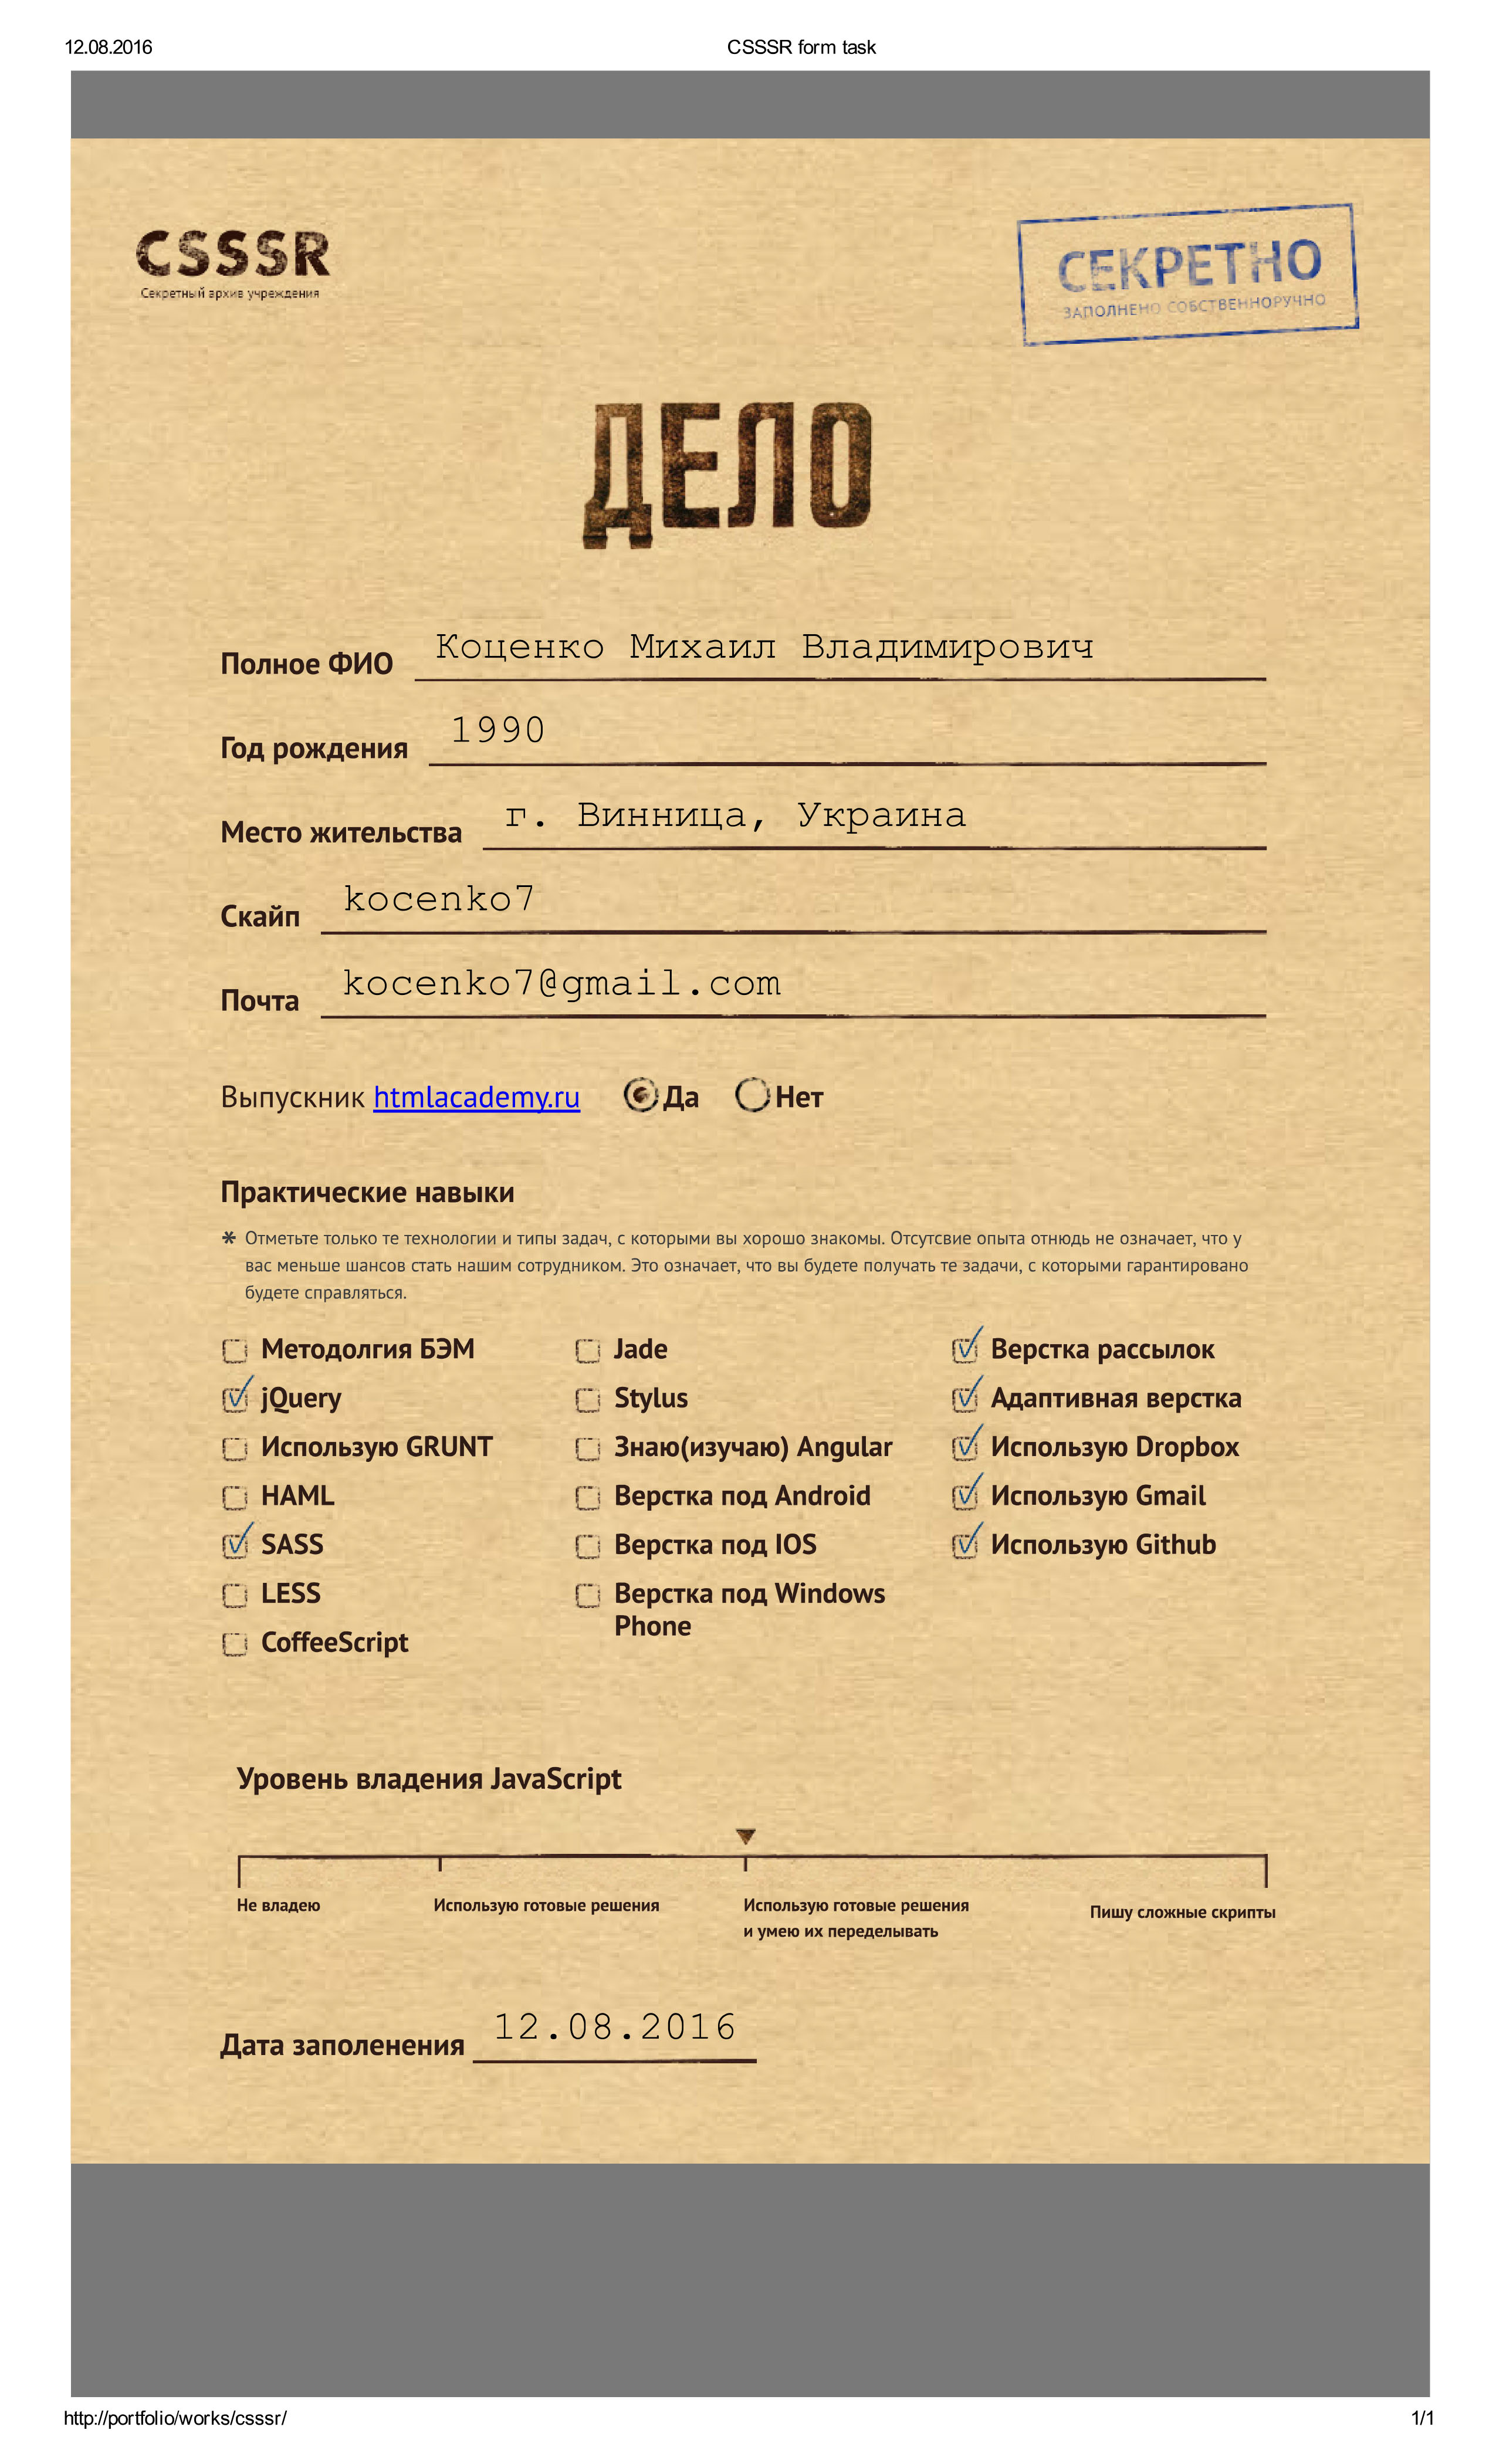 12.08.2016 CSSSR form task
CSSSR
Секретный архив учреждения
СЕКРЕТНО
ЗАПОЛНЕНО СОБСТВЕННОРУЧНО
ДЕЛО
Полное ФИО Коценко Михаил Владимирович
Год рождения 1990
Место жительства г. Винница, Украина
Скайп kocenko7
Почта kocenko7@gmail.com
Выпускник htmlacademy.ru Да Нет
Практические навыки
* Отметьте только те технологии и типы задач, с которыми вы хорошо знакомы. Отсутсвие опыта отнюдь не означает, что у
вас меньше шансов стать нашим сотрудником. Это означает, что вы будете получать те задачи, с которыми гарантировано
будете справляться.
Методолгия БЭМ
jQuery
Использую GRUNT
HAML
SASS
LESS
CoffeeScript
Jade
Stylus
Знаю(изучаю) Angular
Верстка под Android
Верстка под IOS
Верстка под Windows
Phone
Верстка рассылок
Адаптивная верстка
Использую Dropbox
Использую Gmail
Использую Github
Уровень владения JavaScript
Не владею
Использую готовые решения
Использую готовые решения
и умею их переделывать
Пишу сложные скрипты
Дата заполенения 12.08.2016
http://portfolio/works/csssr/ 1/1